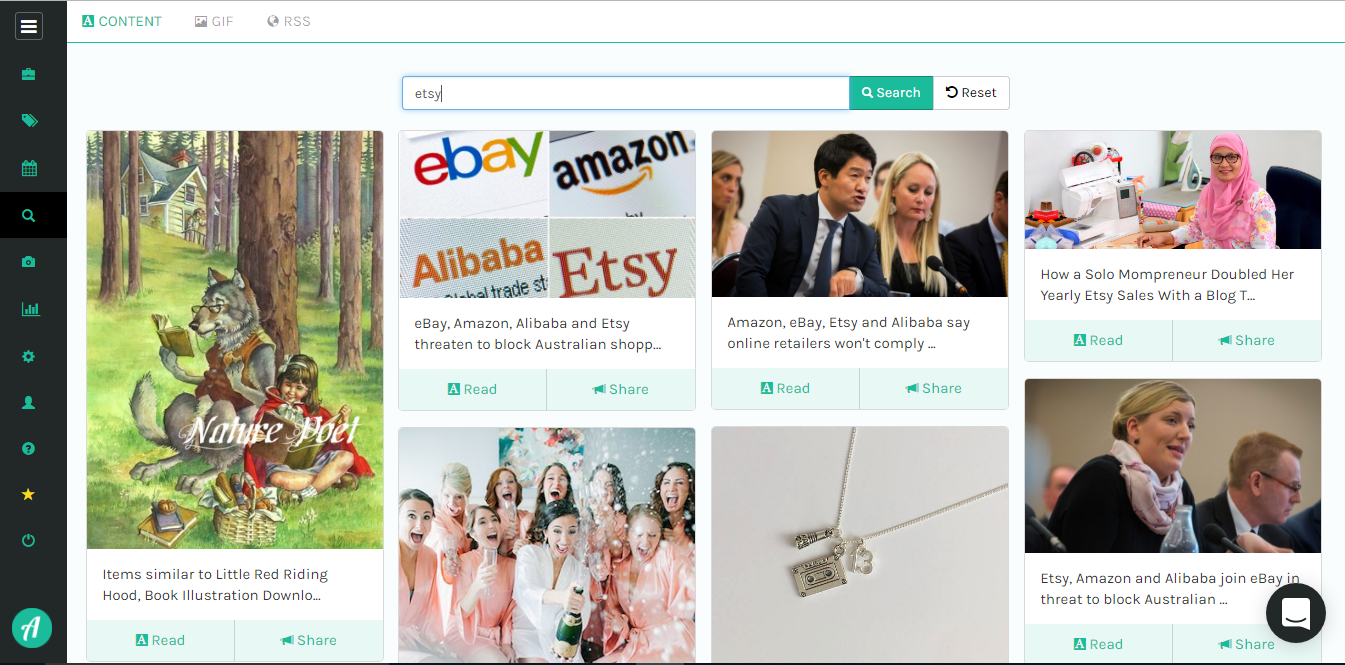 CONTENT
GIF
RSS
etsy
Search
Reset
Nature Poet
Items similar to Little Red Riding
Hood, Book Illustration Downlo...
Read
Share
ebay
amazon
Alibaba
Global trade st
Etsy
eBay, Amazon, Alibaba and Etsy
threaten to block Australian shopp...
Read
Share
Amazon, eBay, Etsy and Alibaba say
online retailers won't comply ...
Read
Share
13
How a Solo Mompreneur Doubled Her
Yearly Etsy Sales With a Blog T...
Read
Share
Etsy, Amazon and Alibaba join eBay in
threat to block Australian ...
Read
Share